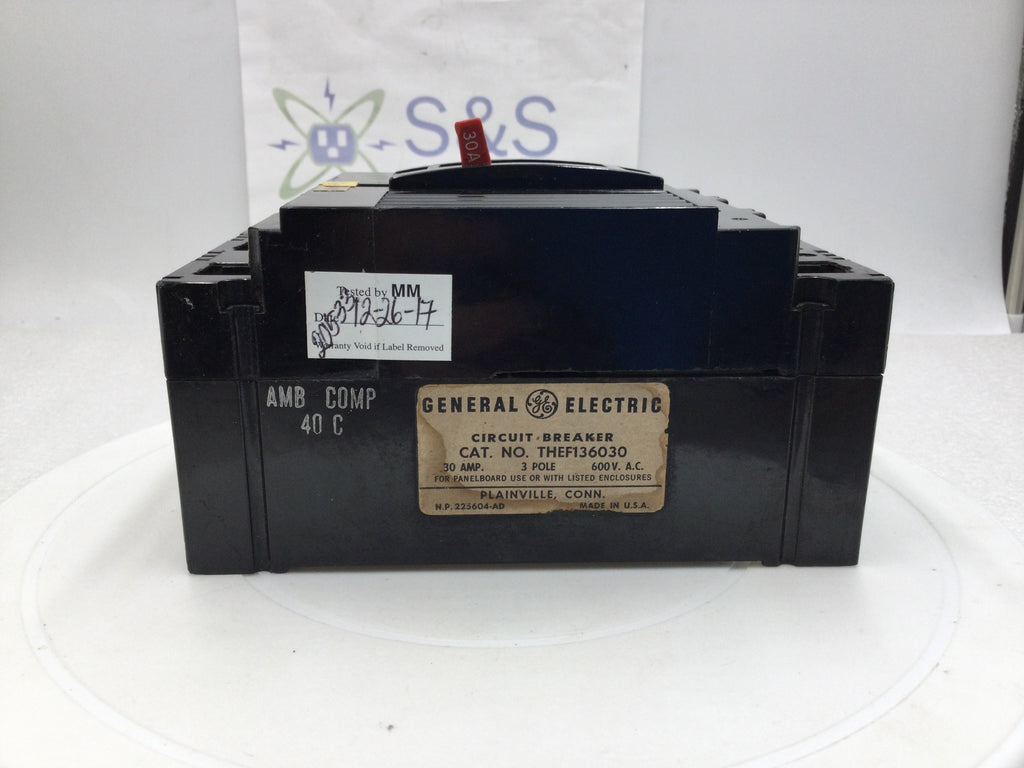 S&S
30A
Tested by MM
Date 12-26-17
Warranty Void if Label Removed
AMB COMP
40 C
GENERAL GE ELECTRIC
CIRCUIT-BREAKER
CAT. NO. THEF136030
30 AMP. 3 POLE 600 V. A.C.
FOR PANELBOARD USE OR WITH LISTED ENCLOSURES
PLAINVILLE, CONN.
N.P. 225604-AD MADE IN U.S.A.